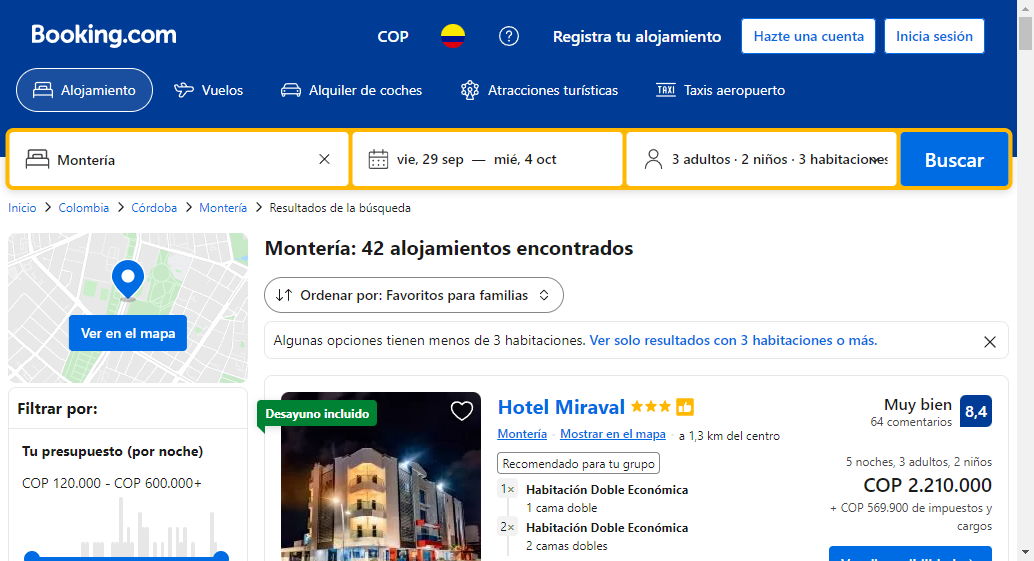 Booking.com
COP
Registra tu alojamiento
Hazte una cuenta
Inicia sesión
Alojamiento
Vuelos
Alquiler de coches
Atracciones turísticas
TAXI
Taxis aeropuerto
Montería
vie, 29 sep — mié, 4 oct
3 adultos · 2 niños · 3 habitaciones
Buscar
Inicio > Colombia > Córdoba > Montería > Resultados de la búsqueda
Ver en el mapa
Filtrar por:
Tu presupuesto (por noche)
COP 120.000 - COP 600.000+
Montería: 42 alojamientos encontrados
Ordenar por: Favoritos para familias
Algunas opciones tienen menos de 3 habitaciones. Ver solo resultados con 3 habitaciones o más.
Desayuno incluido
Hotel Miraval
Montería · Mostrar en el mapa · a 1,3 km del centro
Recomendado para tu grupo
1× Habitación Doble Económica
1 cama doble
2× Habitación Doble Económica
2 camas dobles
Muy bien
64 comentarios
8,4
5 noches, 3 adultos, 2 niños
COP 2.210.000
+ COP 569.900 de impuestos y
cargos